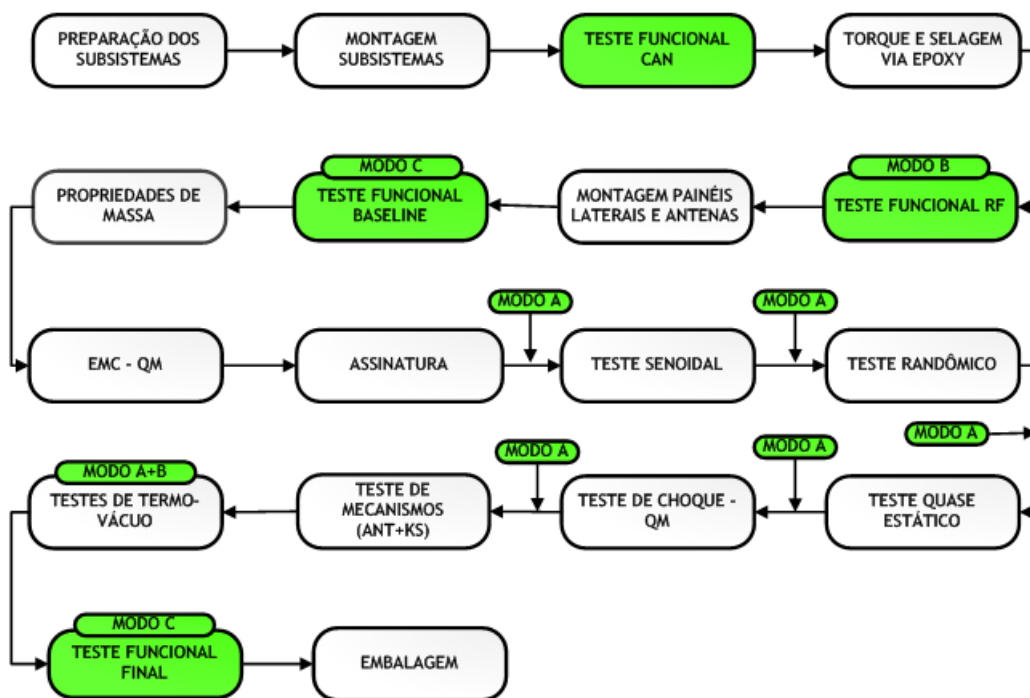 PREPARAÇÃO DOS
SUBSISTEMAS
MONTAGEM
SUBSISTEMAS
TESTE FUNCIONAL
CAN
TORQUE E SELAGEM
VIA EPOXY
MODO B
TESTE FUNCIONAL RF
MONTAGEM PAINÉIS
LATERAIS E ANTENAS
MODO C
TESTE FUNCIONAL
BASELINE
PROPRIEDADES DE
MASSA
EMC - QM
ASSINATURA
MODO A
TESTE SENOIDAL
MODO A
TESTE RANDÔMICO
MODO A
TESTE QUASE
ESTÁTICO
MODO A
TESTE DE CHOQUE -
QM
MODO A
TESTE DE
MECANISMOS
(ANT+KS)
MODO A+B
TESTES DE TERMO-
VÁCUO
MODO C
TESTE FUNCIONAL
FINAL
EMBALAGEM